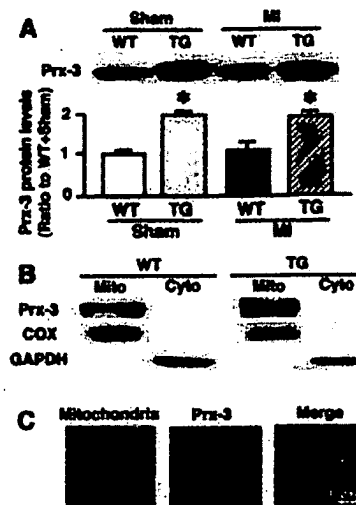 A
Sham MI
WT TG WT TG
Prx-3
Prx-3 protein levels
(Ratio to WT+Sham)
2
1
0
* *
WT TG WT TG
Sham MI
B
WT TG
Mito Cyto Mito Cyto
Prx-3
COX
GAPDH
C
Mitochondria Prx-3 Merge